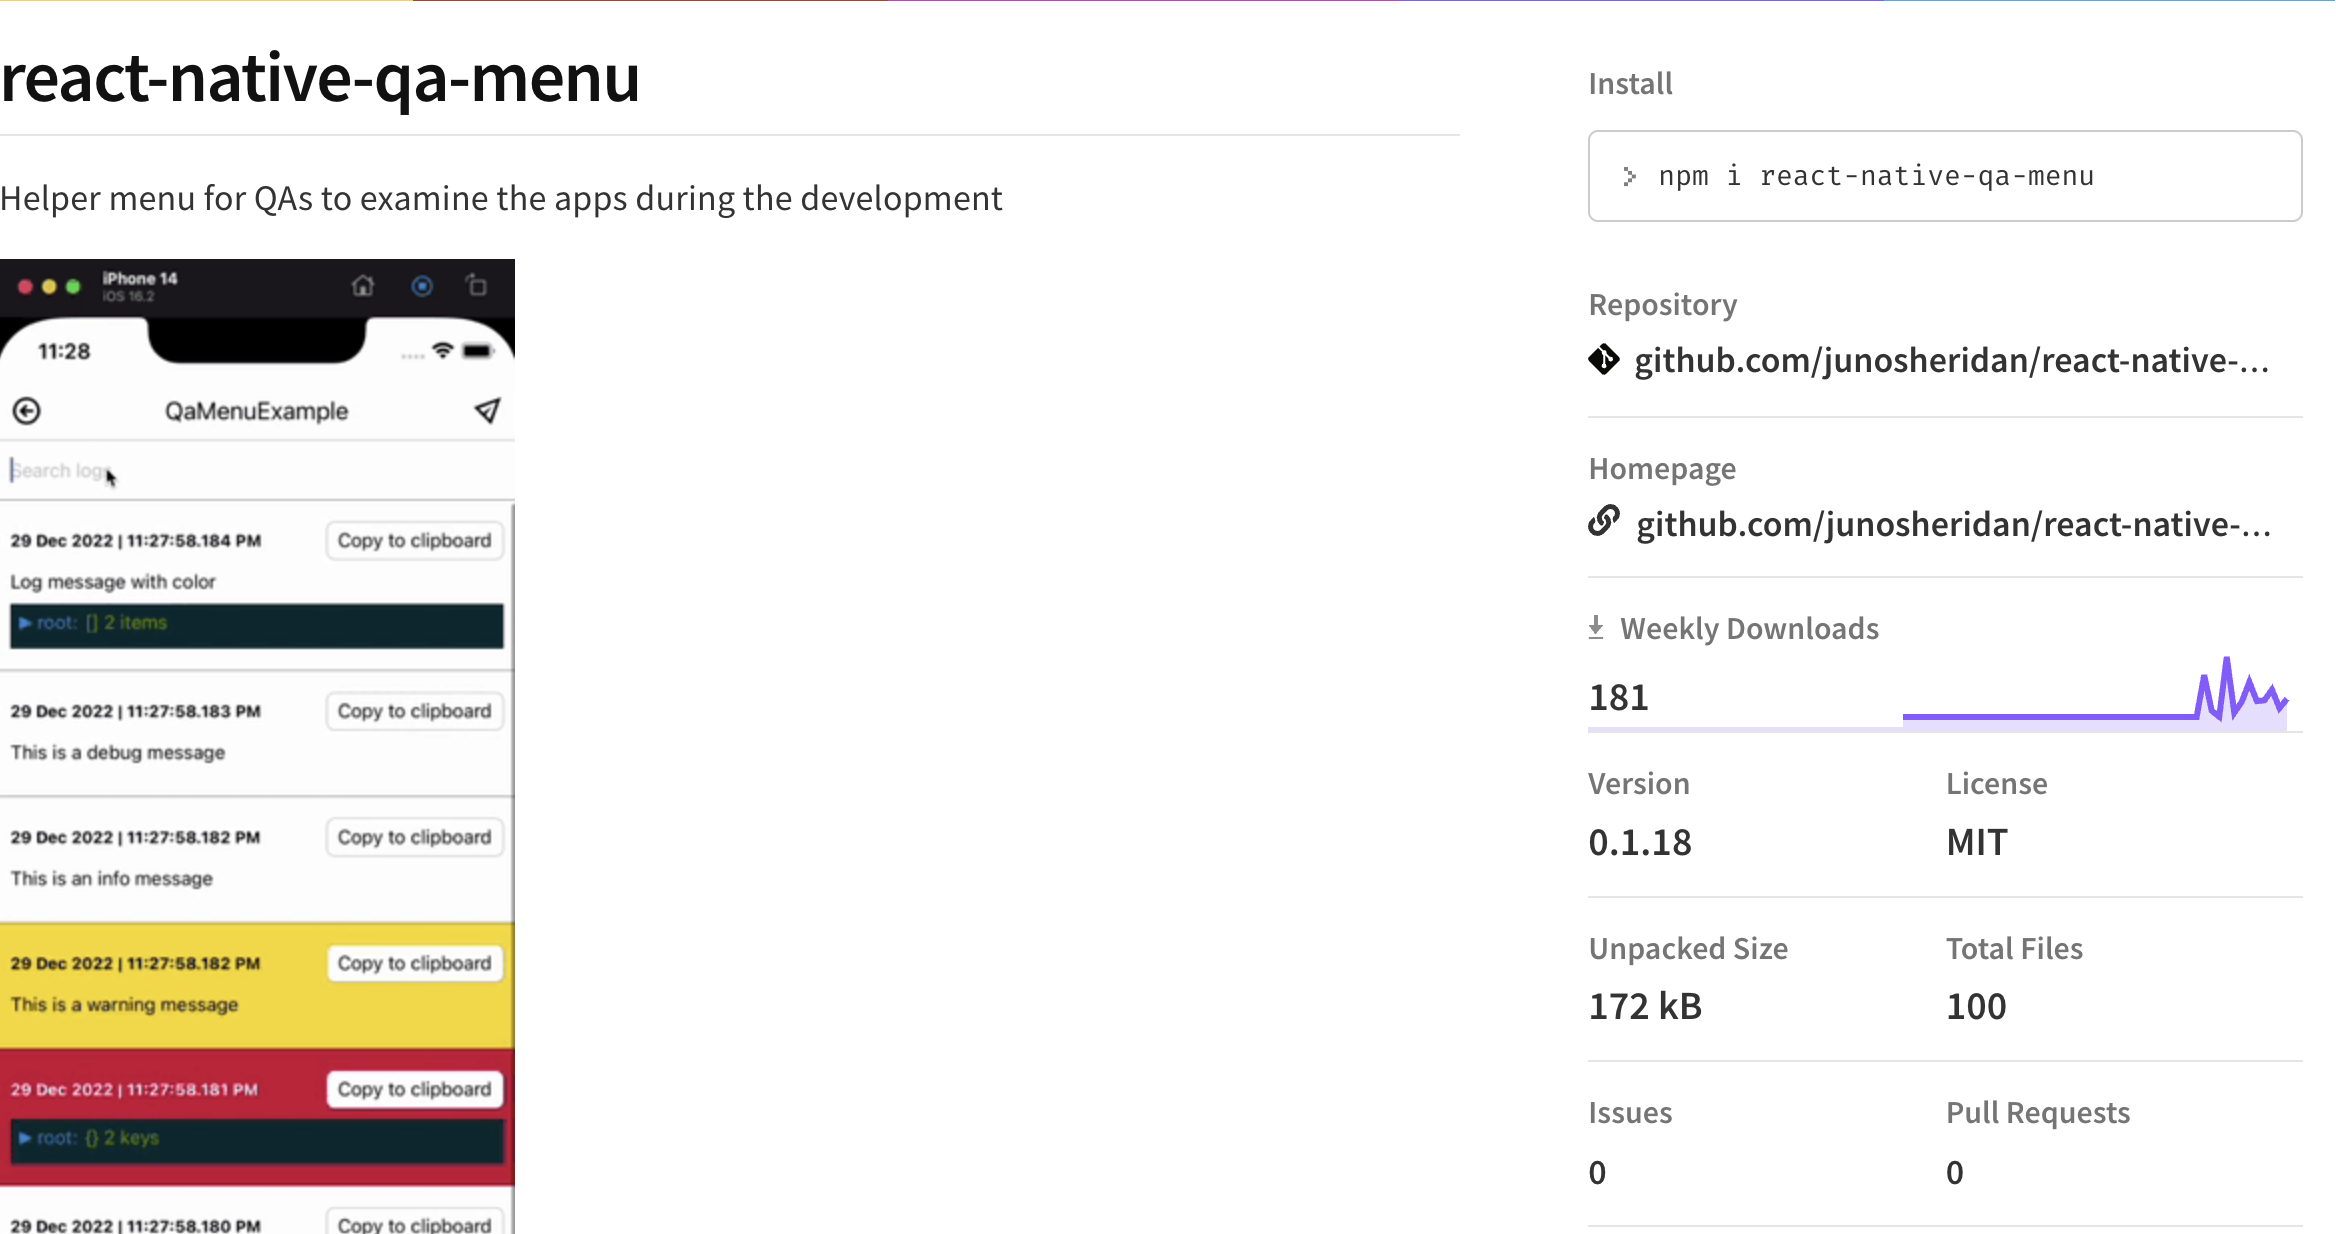 react-native-qa-menu
Helper menu for QAs to examine the apps during the development
iPhone 14
iOS 16.2
11:28
QaMenuExample
Search logs
29 Dec 2022 | 11:27:58.184 PM
Copy to clipboard
Log message with color
root: [] 2 items
29 Dec 2022 | 11:27:58.183 PM
Copy to clipboard
This is a debug message
29 Dec 2022 | 11:27:58.182 PM
Copy to clipboard
This is an info message
29 Dec 2022 | 11:27:58.182 PM
Copy to clipboard
This is a warning message
29 Dec 2022 | 11:27:58.181 PM
Copy to clipboard
root: {} 2 keys
29 Dec 2022 | 11:27:58.180 PM
Copy to clipboard
Install
> npm i react-native-qa-menu
Repository
github.com/junosheridan/react-native-...
Homepage
github.com/junosheridan/react-native-...
Weekly Downloads
181
Version
0.1.18
License
MIT
Unpacked Size
172 kB
Total Files
100
Issues
0
Pull Requests
0